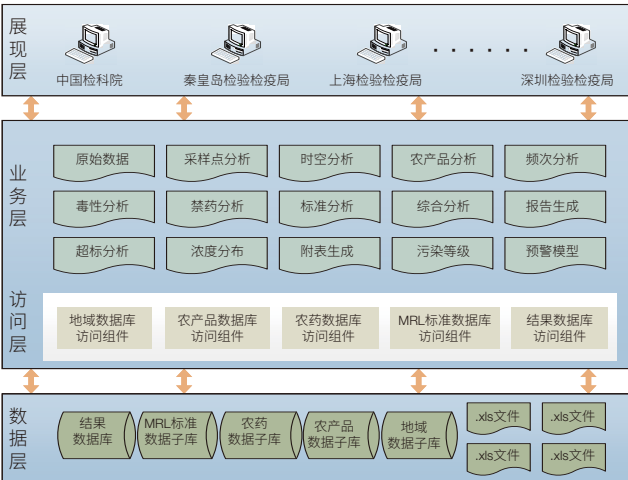 展现层
中国检科院
秦皇岛检验检疫局
上海检验检疫局
······
深圳检验检疫局
业务层
原始数据
采样点分析
时空分析
农产品分析
频次分析
毒性分析
禁药分析
标准分析
综合分析
报告生成
超标分析
浓度分布
附表生成
污染等级
预警模型
访问层
地域数据库
访问组件
农产品数据库
访问组件
农药数据库
访问组件
MRL标准数据库
访问组件
结果数据库
访问组件
数据层
结果
数据库
MRL标准
数据子库
农药
数据子库
农产品
数据子库
地域
数据子库
.xls文件
.xls文件
.xls文件
.xls文件